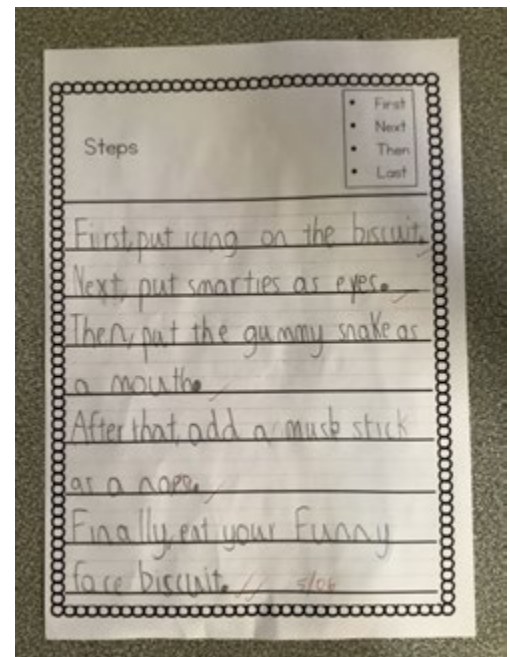 Steps
• First
• Next
• Then
• Last
First, put icing on the biscuit.
Next, put smarties as eyes.
Then, put the gummy snake as
a mouth.
After that, add a musk stick
as a nose.
Finally, eat your Funny
face biscuit.